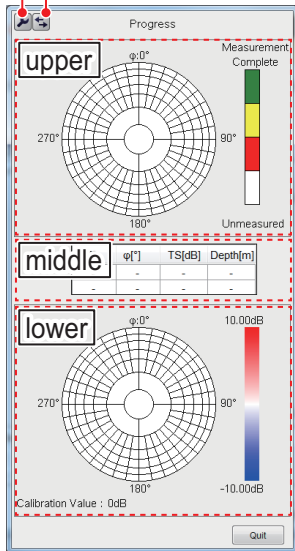 Progress
upper
Measurement
Complete
φ:0°
270°
90°
180°
Unmeasured
middle
φ[°] TS[dB] Depth[m]
- - -
- - - -
lower
φ:0°
10.00dB
270°
90°
180°
-10.00dB
Calibration Value : 0dB
Quit